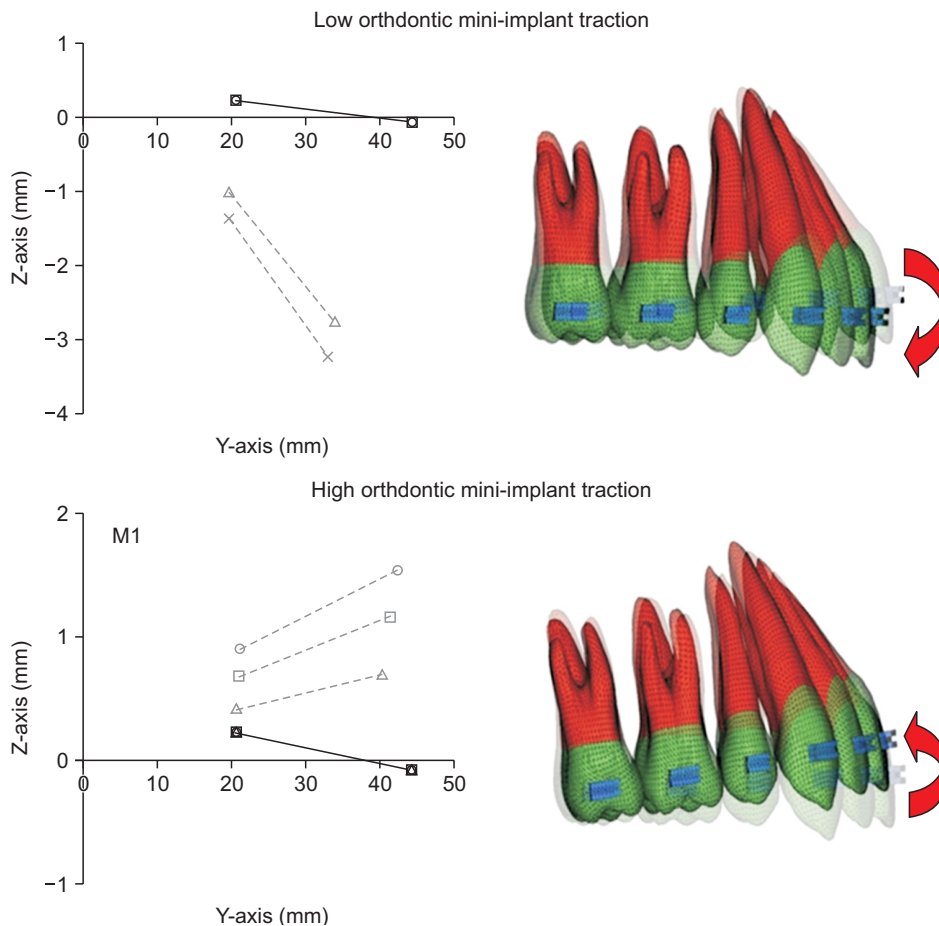 Low orthdontic mini-implant traction
1
0
0 10 20 30 40 50
−1
−2
−3
−4
Z-axis (mm)
Y-axis (mm)
High orthdontic mini-implant traction
2
M1
1
0
0 10 20 30 40 50
−1
Z-axis (mm)
Y-axis (mm)